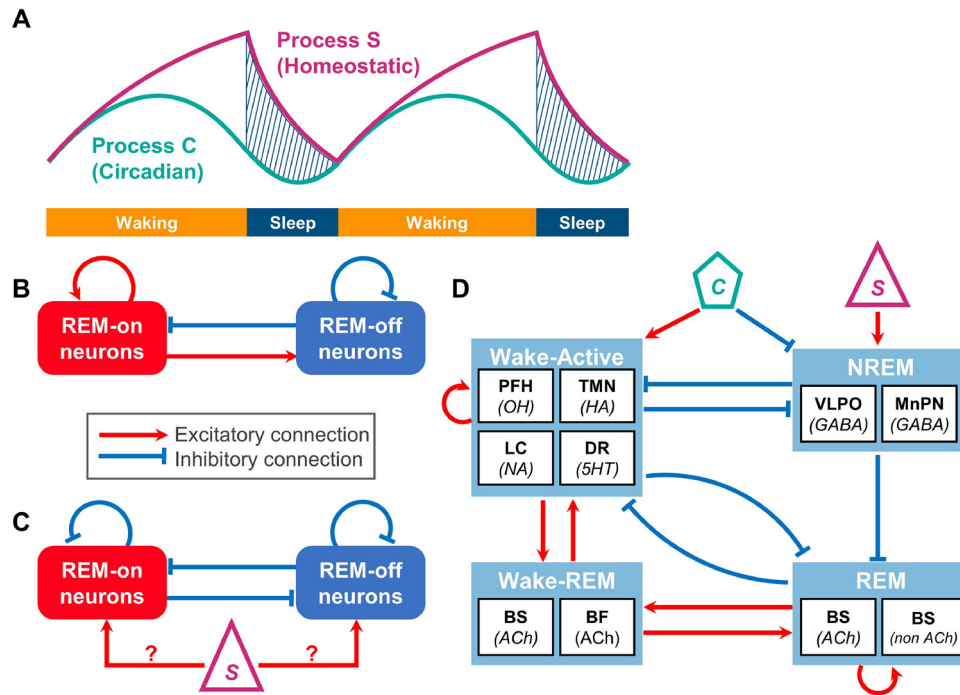 A
Process S
(Homeostatic)
Process C
(Circadian)
Waking
Sleep
Waking
Sleep
B
REM-on
neurons
REM-off
neurons
Excitatory connection
Inhibitory connection
C
REM-on
neurons
REM-off
neurons
?
?
S
D
C
S
Wake-Active
PFH
(OH)
TMN
(HA)
LC
(NA)
DR
(5HT)
NREM
VLPO
(GABA)
MnPN
(GABA)
Wake-REM
BS
(ACh)
BF
(ACh)
REM
BS
(ACh)
BS
(non ACh)